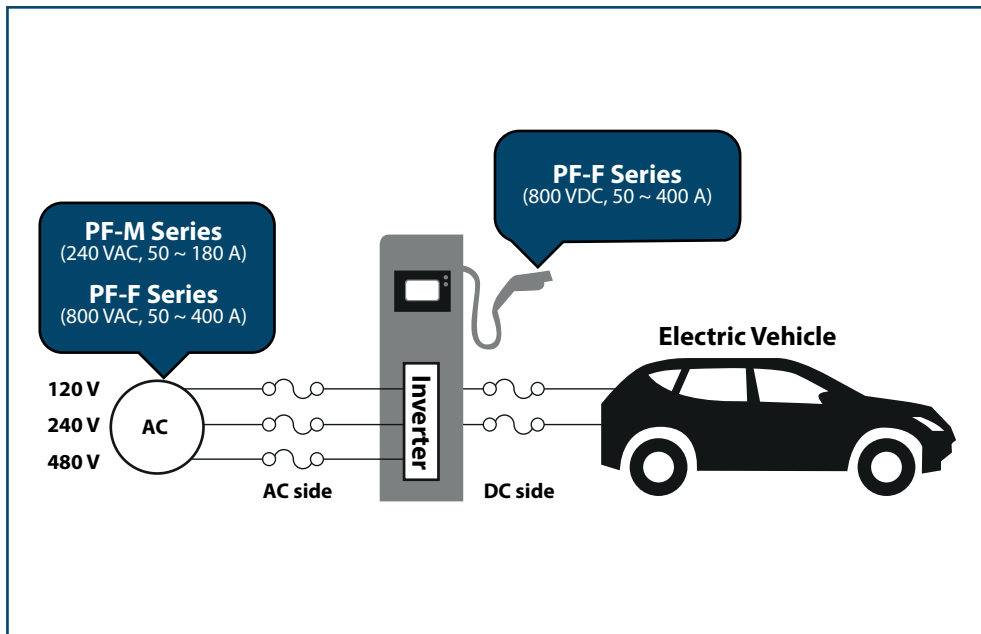 PF-F Series
(800 VDC, 50 ~ 400 A)
PF-M Series
(240 VAC, 50 ~ 180 A)
PF-F Series
(800 VAC, 50 ~ 400 A)
Electric Vehicle
120 V
240 V
480 V
AC
Inverter
AC side
DC side